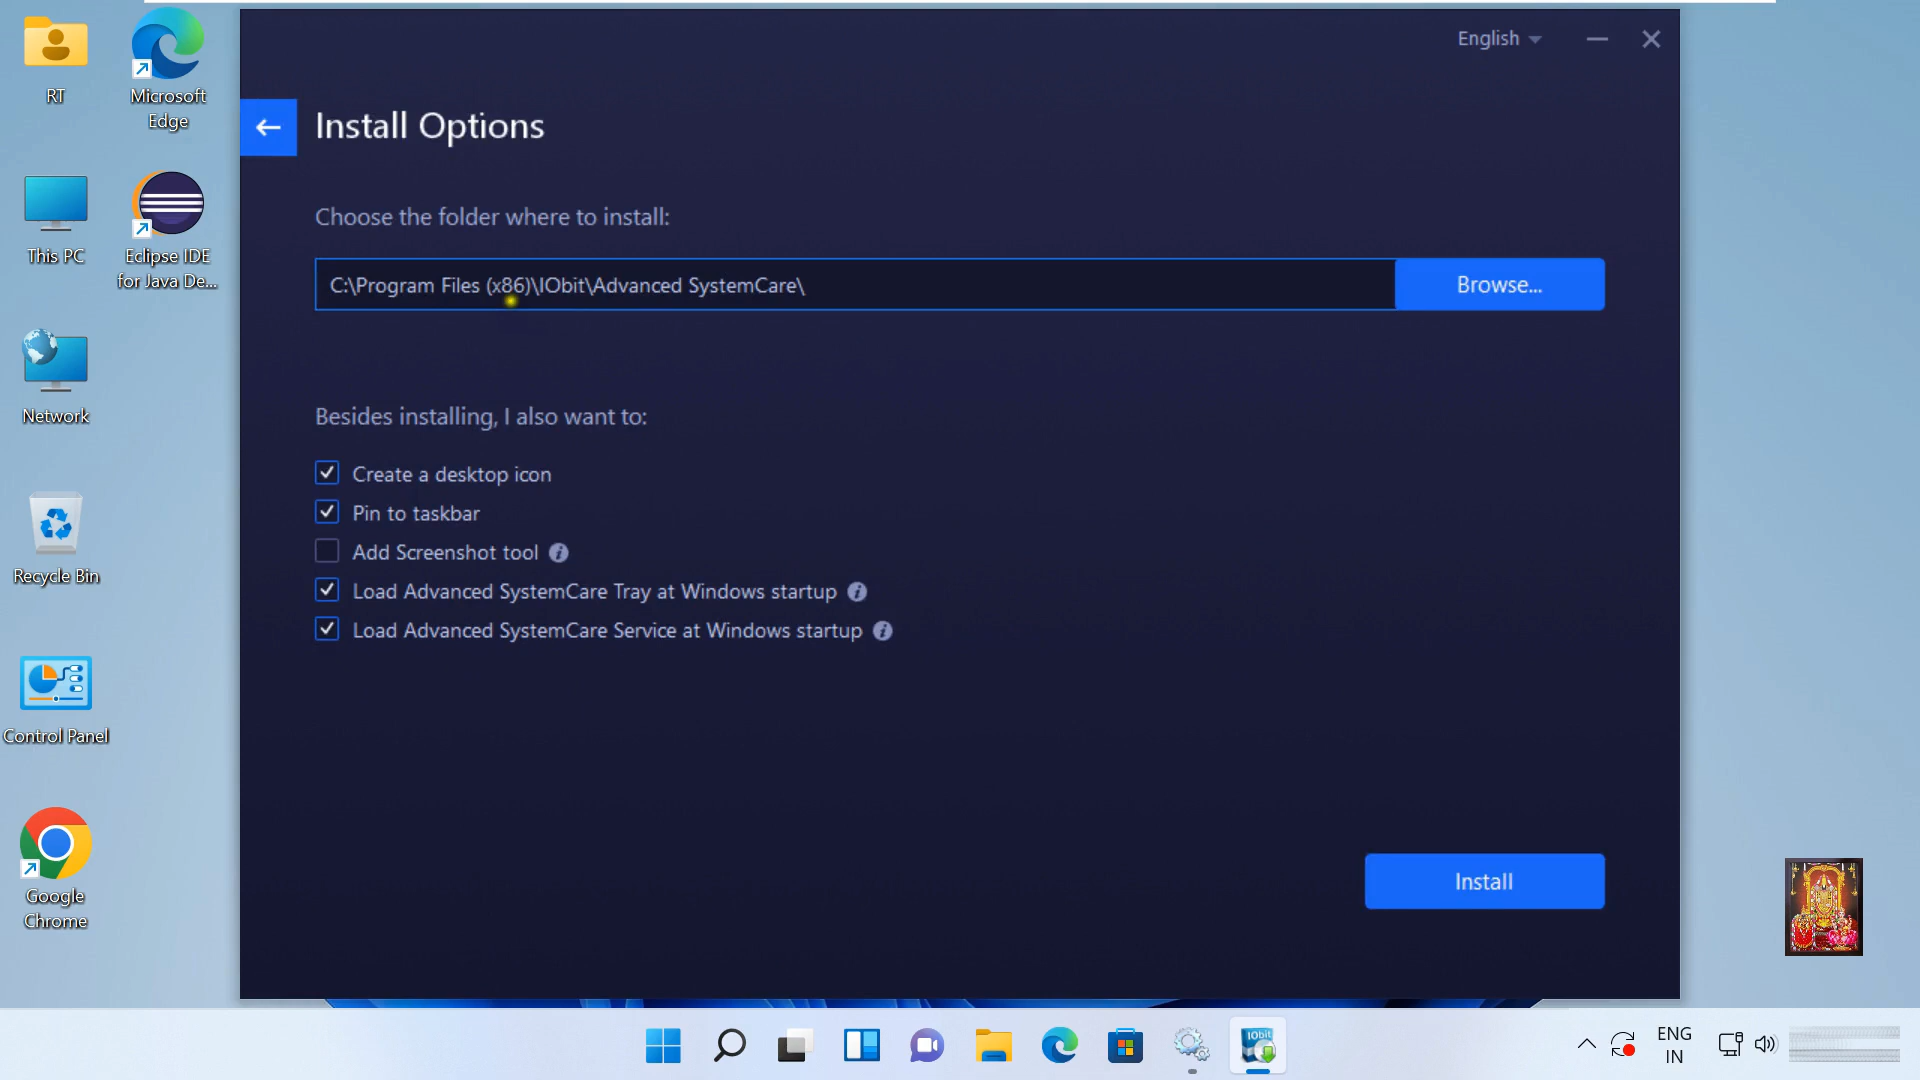 RT
Microsoft
Edge
This PC
Eclipse IDE
for Java De...
Network
Recycle Bin
Control Panel
Google
Chrome
English
Install Options
Choose the folder where to install:
C:\Program Files (x86)\IObit\Advanced SystemCare\
Browse...
Besides installing, I also want to:
Create a desktop icon
Pin to taskbar
Add Screenshot tool
Load Advanced SystemCare Tray at Windows startup
Load Advanced SystemCare Service at Windows startup
Install
IObit
ENG
IN